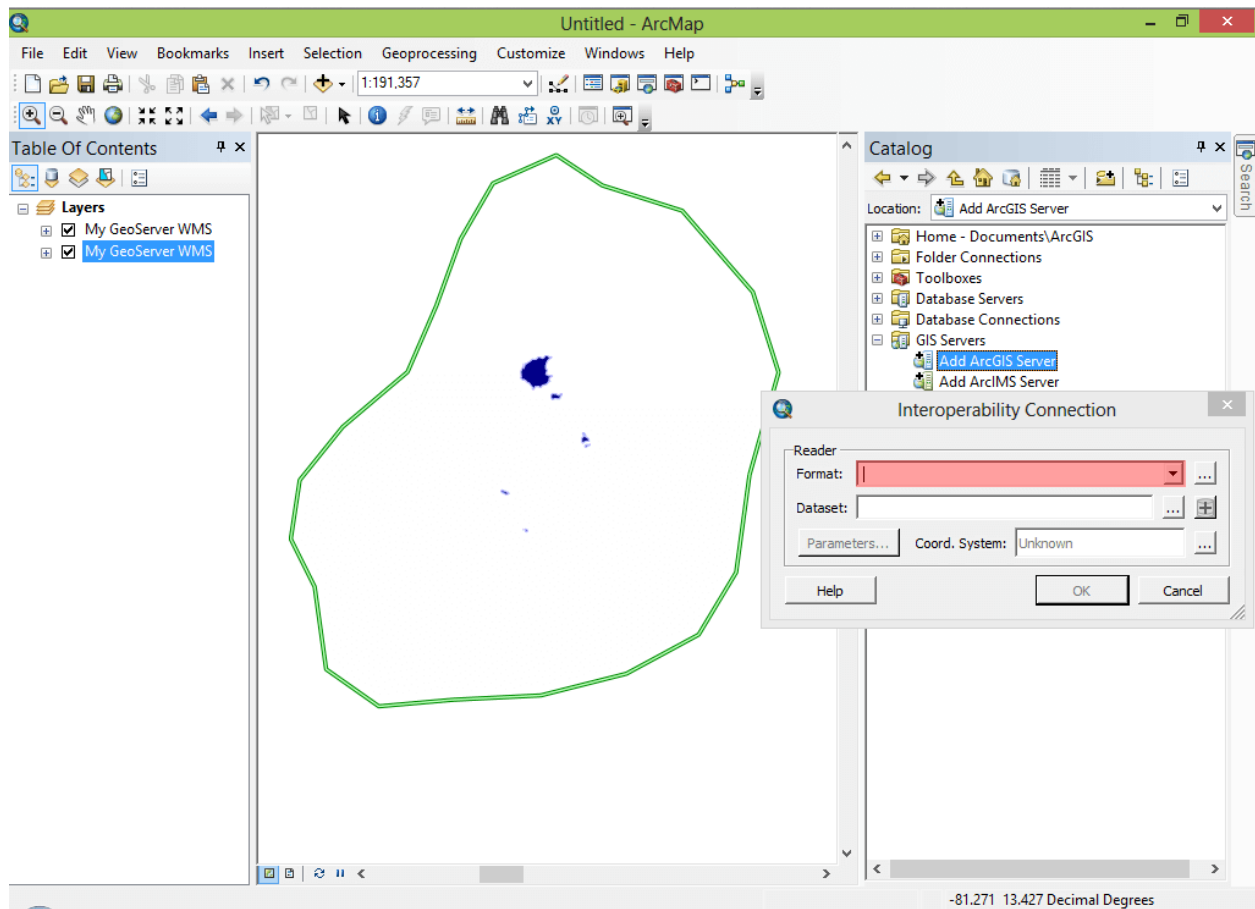 Untitled - ArcMap
File Edit View Bookmarks Insert Selection Geoprocessing Customize Windows Help
1:191,357
Table Of Contents
Layers
My GeoServer WMS
My GeoServer WMS
Catalog
Search
Location: Add ArcGIS Server
Home - Documents\ArcGIS
Folder Connections
Toolboxes
Database Servers
Database Connections
GIS Servers
Add ArcGIS Server
Add ArcIMS Server
Interoperability Connection
Reader
Format: ...
Dataset: ...
Parameters... Coord. System: Unknown ...
Help OK Cancel
-81.271 13.427 Decimal Degrees